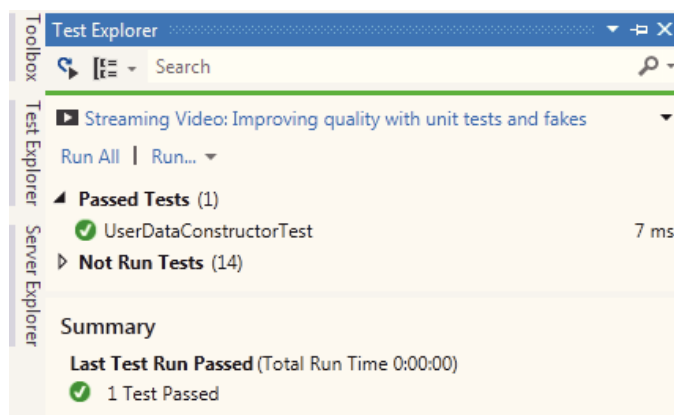 Toolbox
Test Explorer
Server Explorer
Test Explorer
Search
Streaming Video: Improving quality with unit tests and fakes
Run All | Run...
Passed Tests (1)
UserDataConstructorTest 7 ms
Not Run Tests (14)
Summary
Last Test Run Passed (Total Run Time 0:00:00)
1 Test Passed